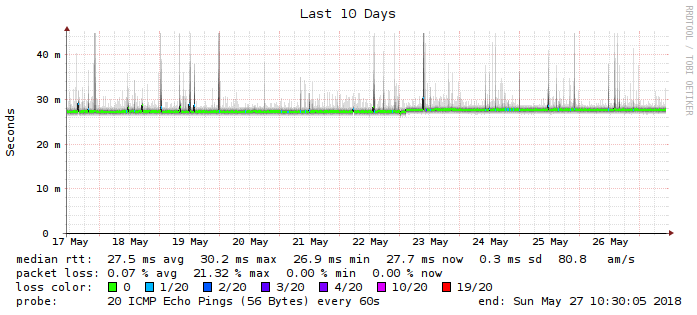 Last 10 Days
RRDTOOL / TOBI OETIKER
Seconds
40 m
30 m
20 m
10 m
0
17 May 18 May 19 May 20 May 21 May 22 May 23 May 24 May 25 May 26 May
median rtt: 27.5 ms avg 30.2 ms max 26.9 ms min 27.7 ms now 0.3 ms sd 80.8 am/s
packet loss: 0.07 % avg 21.32 % max 0.00 % min 0.00 % now
loss color: 0 1/20 2/20 3/20 4/20 10/20 19/20
probe: 20 ICMP Echo Pings (56 Bytes) every 60s end: Sun May 27 10:30:05 2018